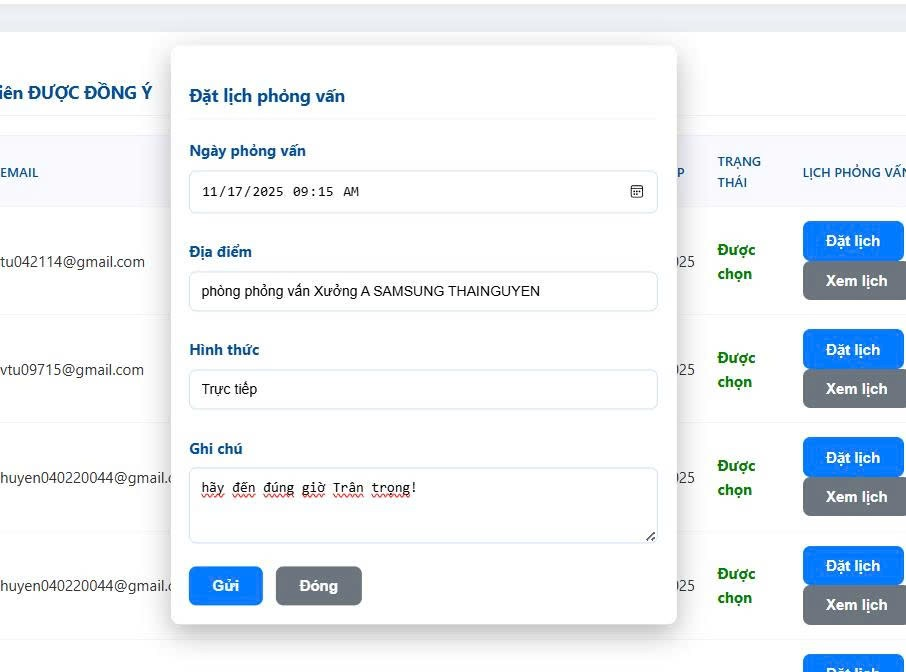 iên ĐƯỢC ĐỒNG Ý
EMAIL
P
TRẠNG
THÁI
LỊCH PHỎNG VẤN
Đặt lịch phỏng vấn
Ngày phỏng vấn
11/17/2025 09:15 AM
Địa điểm
phòng phỏng vấn Xưởng A SAMSUNG THAINGUYEN
Hình thức
Trực tiếp
Ghi chú
hãy đến đúng giờ Trân trọng!
Gửi
Đóng
tu042114@gmail.com
025
Được
chọn
Đặt lịch
Xem lịch
vtu09715@gmail.com
025
Được
chọn
Đặt lịch
Xem lịch
huyen040220044@gmail.c
025
Được
chọn
Đặt lịch
Xem lịch
huyen040220044@gmail.c
025
Được
chọn
Đặt lịch
Xem lịch
Đặt lịch